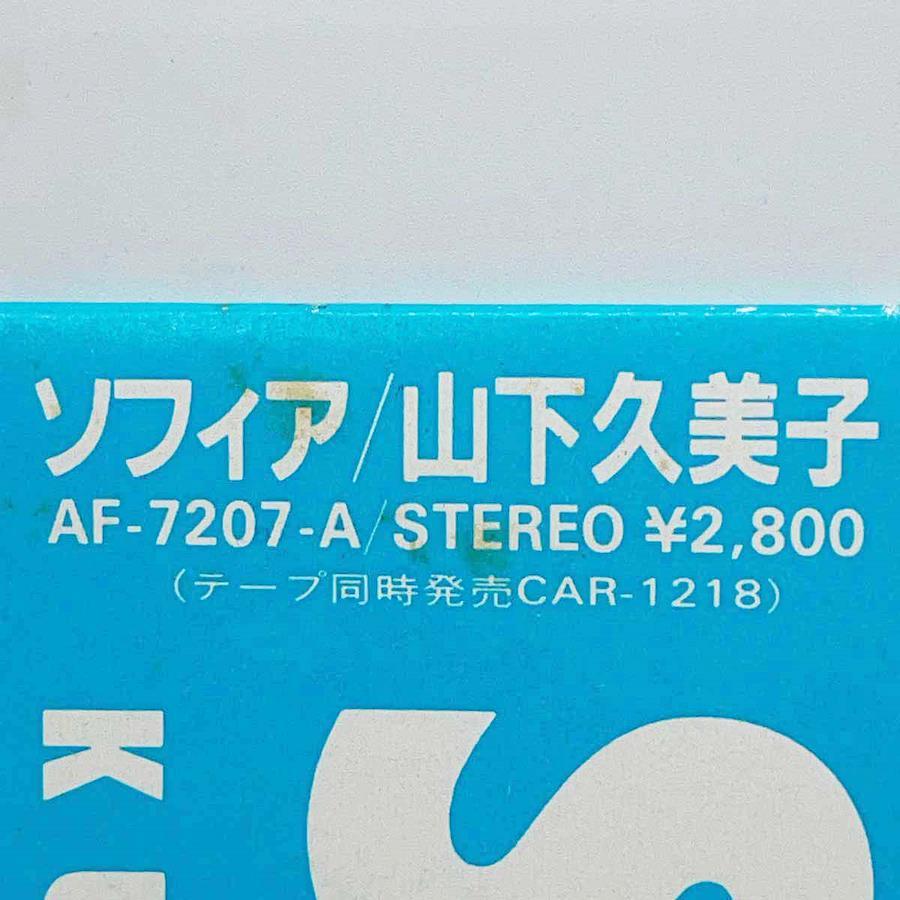 ソフィア/山下久美子
AF-7207-A/STEREO ¥2,800
(テープ同時発売CAR-1218)
K
S